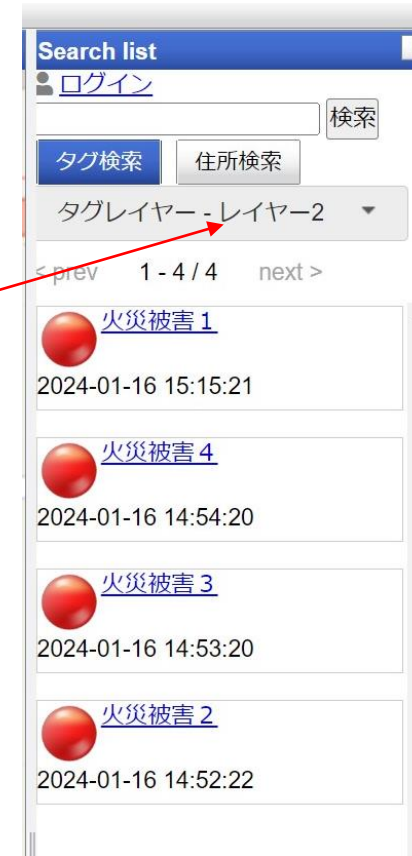 Search list
ログイン
検索
タグ検索 住所検索
タグレイヤー - レイヤー2
< prev 1 - 4 / 4 next >
火災被害１
2024-01-16 15:15:21
火災被害４
2024-01-16 14:54:20
火災被害３
2024-01-16 14:53:20
火災被害２
2024-01-16 14:52:22